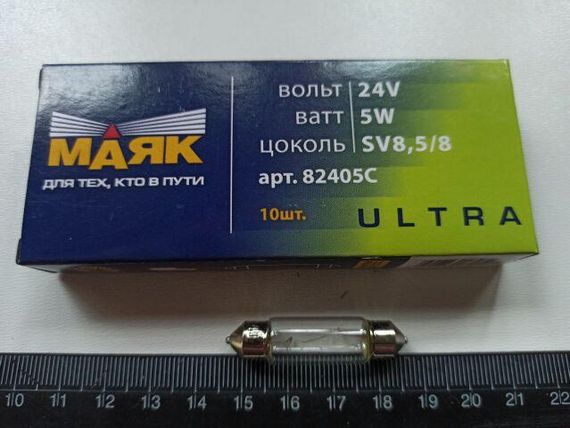 МАЯК
ДЛЯ ТЕХ, КТО В ПУТИ
ВОЛЬТ 24V
ВАТТ 5W
ЦОКОЛЬ SV8,5/8
арт. 82405C
10шт. ULTRA
10 11 12 13 14 15 16 17 18 19 20 21 22